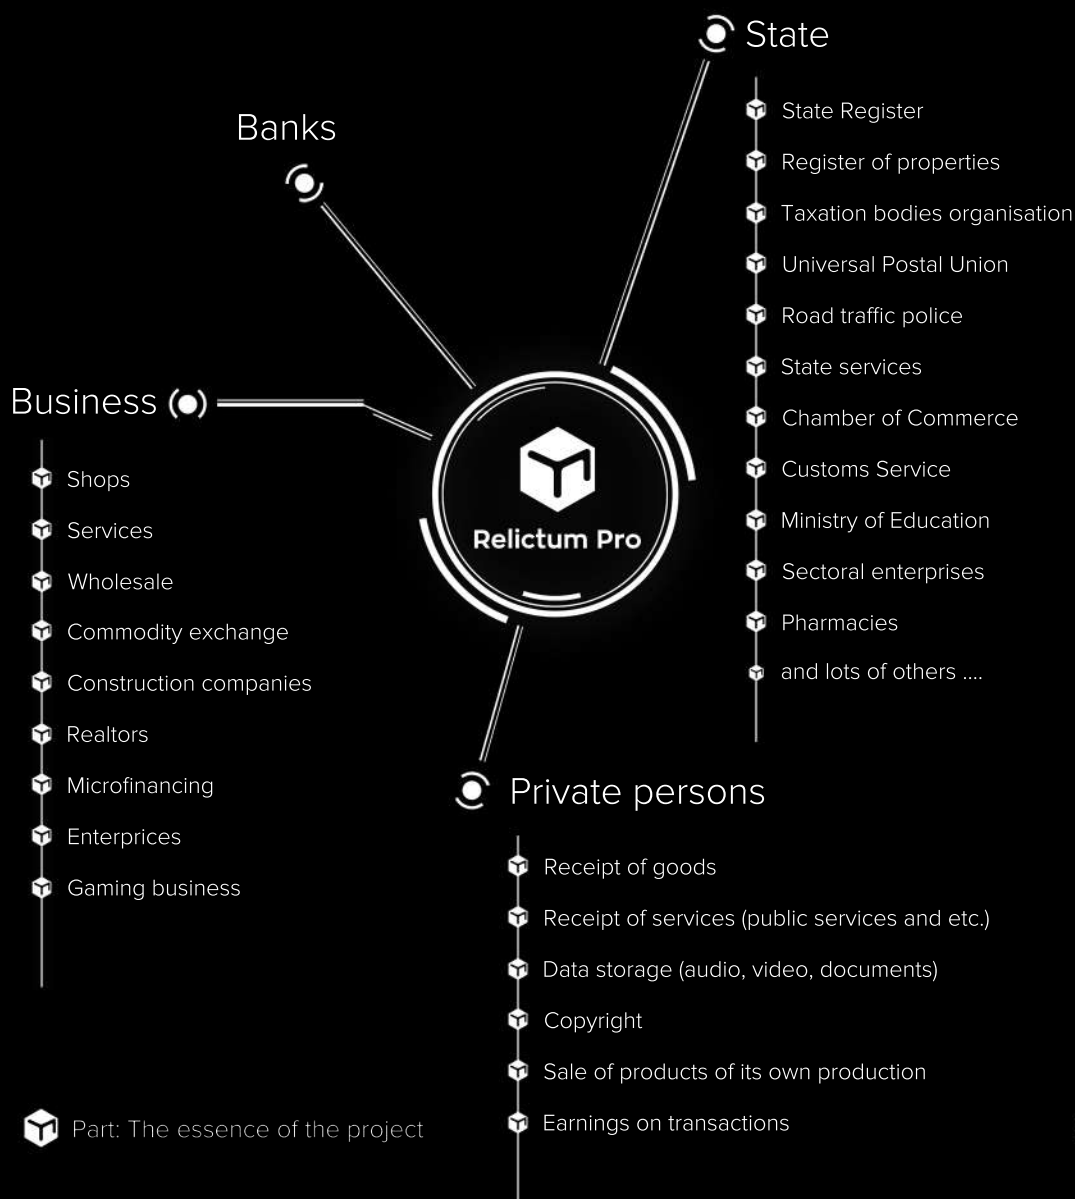 State
State Register
Register of properties
Taxation bodies organisation
Universal Postal Union
Road traffic police
State services
Chamber of Commerce
Customs Service
Ministry of Education
Sectoral enterprises
Pharmacies
and lots of others ....
Banks
Business
Shops
Services
Wholesale
Commodity exchange
Construction companies
Realtors
Microfinancing
Enterprices
Gaming business
Relictum Pro
Private persons
Receipt of goods
Receipt of services (public services and etc.)
Data storage (audio, video, documents)
Copyright
Sale of products of its own production
Earnings on transactions
Part: The essence of the project